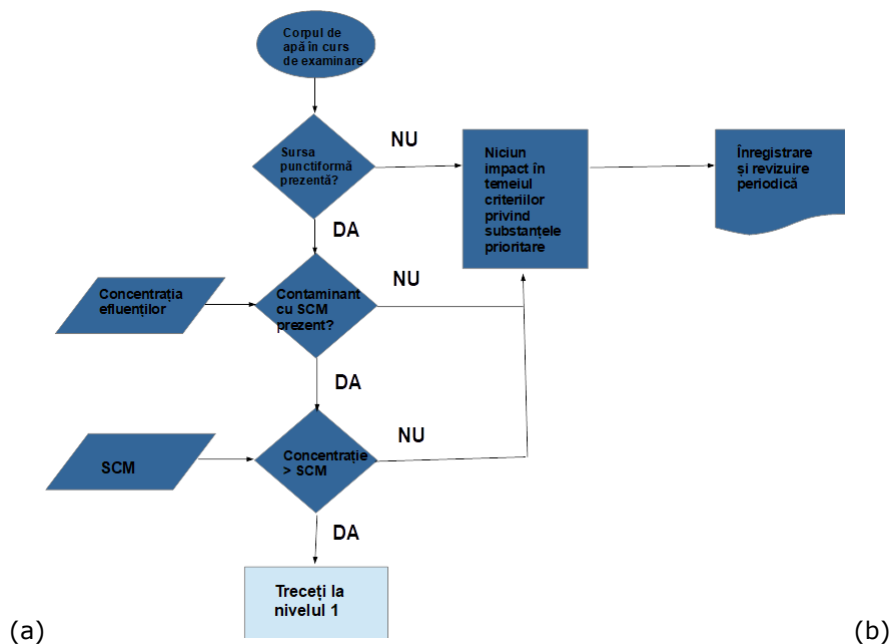 Corpul de
apă în curs
de examinare
Sursa
punctiformă
prezentă?
NU
Niciun
impact în
temeiul
criteriilor
privind
substanțele
prioritare
Înregistrare
și revizuire
periodică
DA
Concentrația
efluenților
Contaminant
cu SCM
prezent?
NU
DA
SCM
Concentrație
> SCM
NU
DA
Treceți la
nivelul 1
(a)
(b)